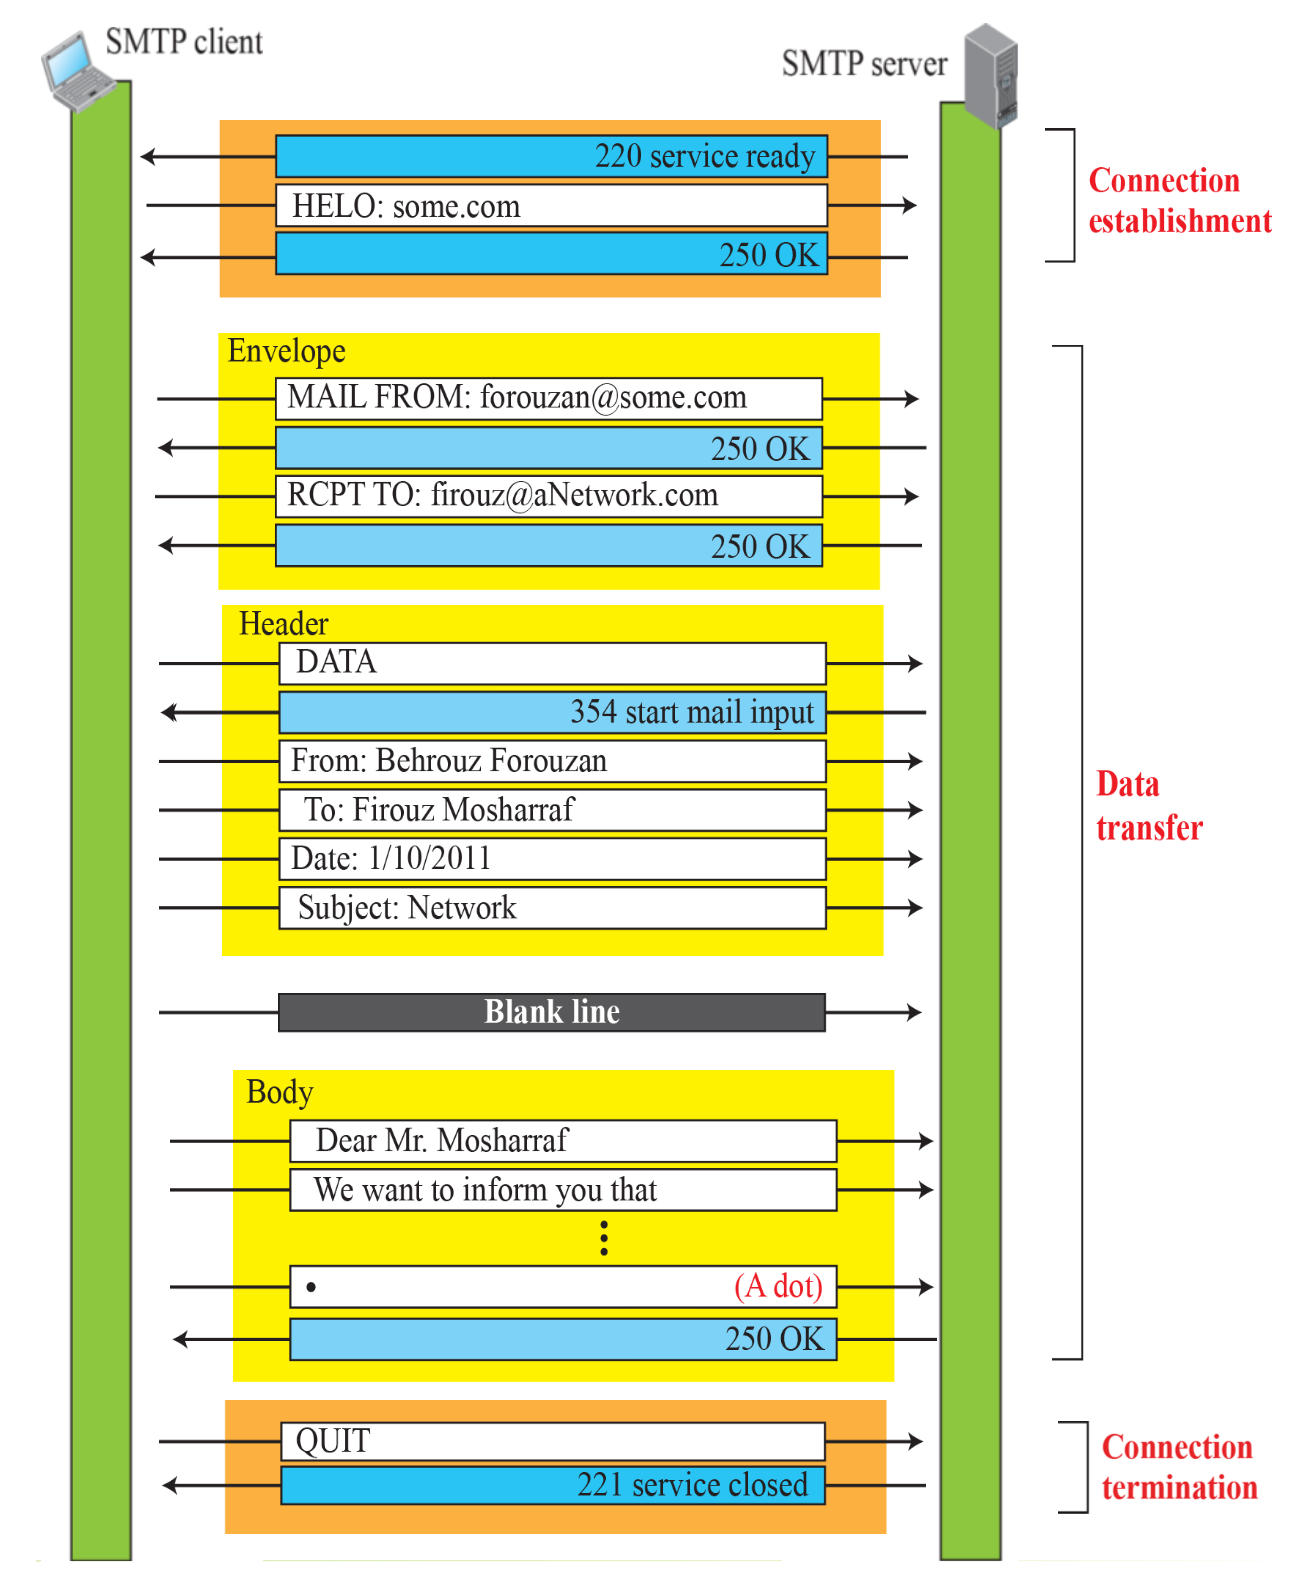 SMTP client
SMTP server
220 service ready
HELO: some.com
250 OK
Connection
establishment
Envelope
MAIL FROM: forouzan@some.com
250 OK
RCPT TO: firouz@aNetwork.com
250 OK
Header
DATA
354 start mail input
From: Behrouz Forouzan
To: Firouz Mosharraf
Date: 1/10/2011
Subject: Network
Data
transfer
Blank line
Body
Dear Mr. Mosharraf
We want to inform you that
⋮
• (A dot)
250 OK
QUIT
221 service closed
Connection
termination